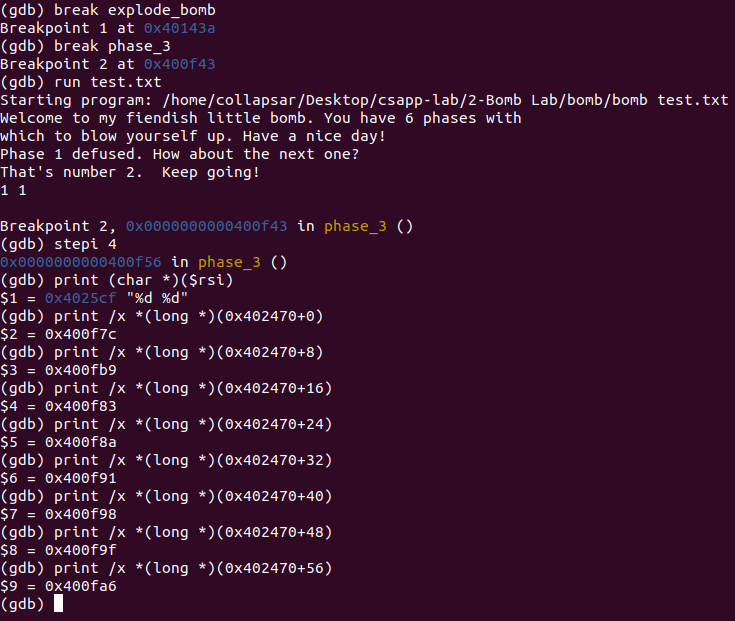 (gdb) break explode_bomb
Breakpoint 1 at 0x40143a
(gdb) break phase_3
Breakpoint 2 at 0x400f43
(gdb) run test.txt
Starting program: /home/collapsar/Desktop/csapp-lab/2-Bomb Lab/bomb/bomb test.txt
Welcome to my fiendish little bomb. You have 6 phases with
which to blow yourself up. Have a nice day!
Phase 1 defused. How about the next one?
That's number 2.  Keep going!
1 1

Breakpoint 2, 0x0000000000400f43 in phase_3 ()
(gdb) stepi 4
0x0000000000400f56 in phase_3 ()
(gdb) print (char *)($rsi)
$1 = 0x4025cf "%d %d"
(gdb) print /x *(long *)(0x402470+0)
$2 = 0x400f7c
(gdb) print /x *(long *)(0x402470+8)
$3 = 0x400fb9
(gdb) print /x *(long *)(0x402470+16)
$4 = 0x400f83
(gdb) print /x *(long *)(0x402470+24)
$5 = 0x400f8a
(gdb) print /x *(long *)(0x402470+32)
$6 = 0x400f91
(gdb) print /x *(long *)(0x402470+40)
$7 = 0x400f98
(gdb) print /x *(long *)(0x402470+48)
$8 = 0x400f9f
(gdb) print /x *(long *)(0x402470+56)
$9 = 0x400fa6
(gdb)